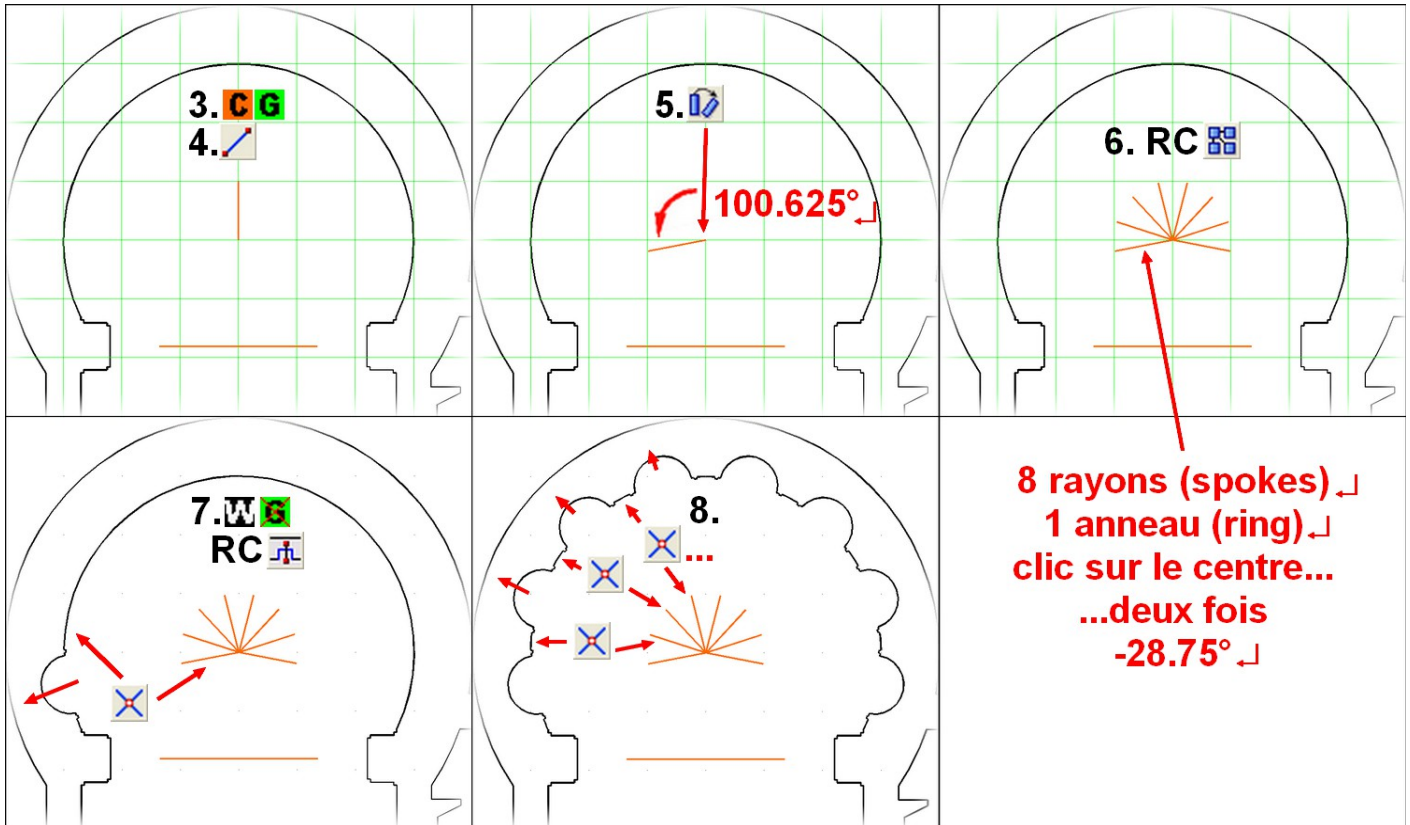 3. C G
4.
5.
100.625°
6. RC
7. W G
RC
8.
...
8 rayons (spokes)
1 anneau (ring)
clic sur le centre...
...deux fois
-28.75°